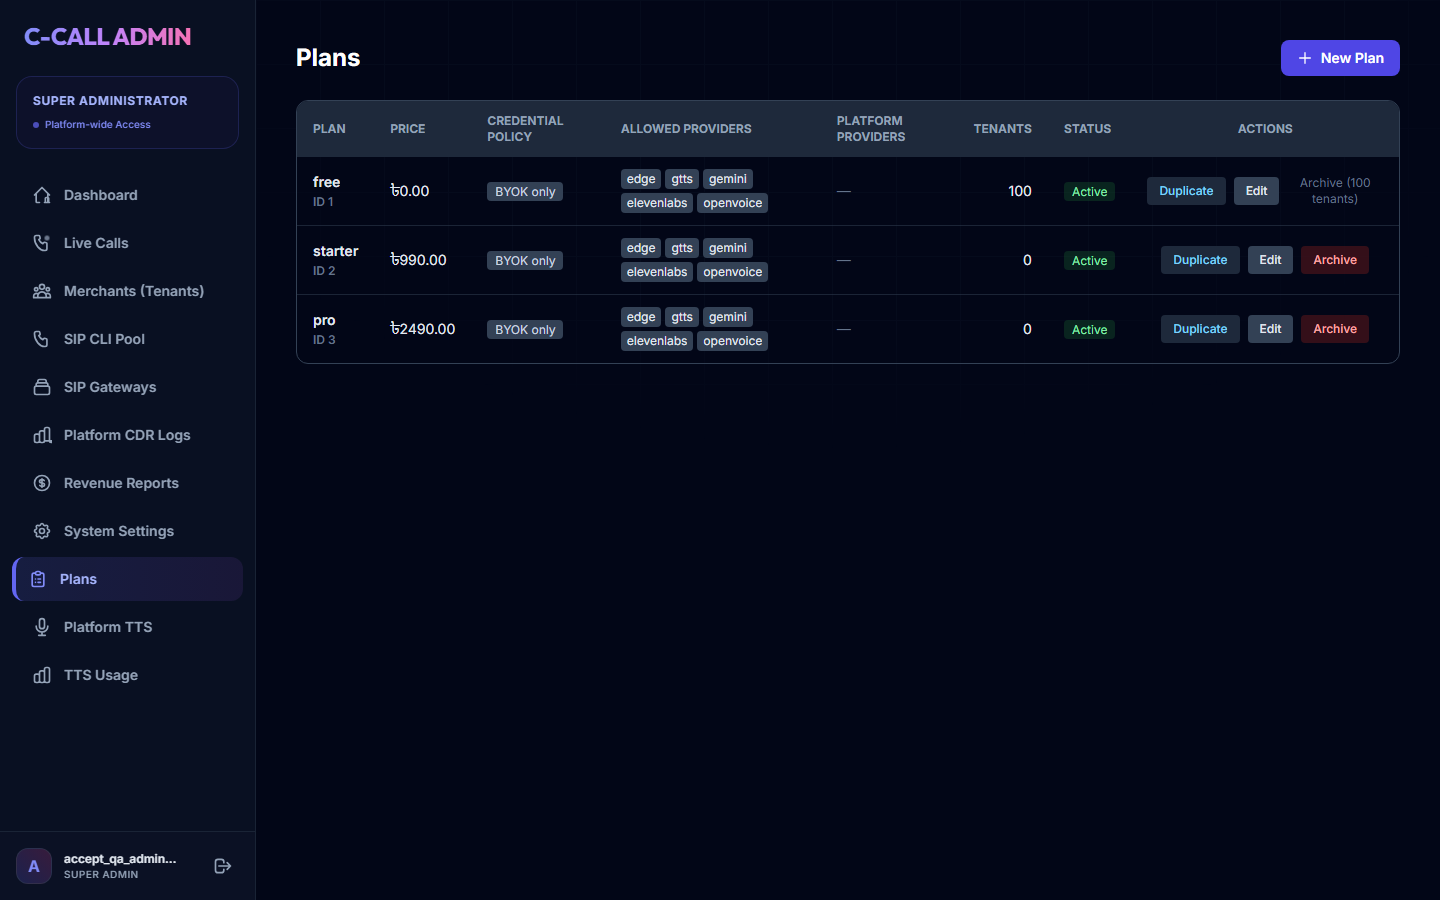 C-CALL ADMIN
SUPER ADMINISTRATOR
Platform-wide Access
Dashboard
Live Calls
Merchants (Tenants)
SIP CLI Pool
SIP Gateways
Platform CDR Logs
Revenue Reports
System Settings
Plans
Platform TTS
TTS Usage
A
accept_qa_admin...
SUPER ADMIN
Plans
+ New Plan
PLAN PRICE CREDENTIAL POLICY ALLOWED PROVIDERS PLATFORM PROVIDERS TENANTS STATUS ACTIONS
free ৳0.00 BYOK only edge gtts gemini — 100 Active Duplicate Edit Archive (100
ID 1 elevenlabs openvoice tenants)
starter ৳990.00 BYOK only edge gtts gemini — 0 Active Duplicate Edit Archive
ID 2 elevenlabs openvoice
pro ৳2490.00 BYOK only edge gtts gemini — 0 Active Duplicate Edit Archive
ID 3 elevenlabs openvoice